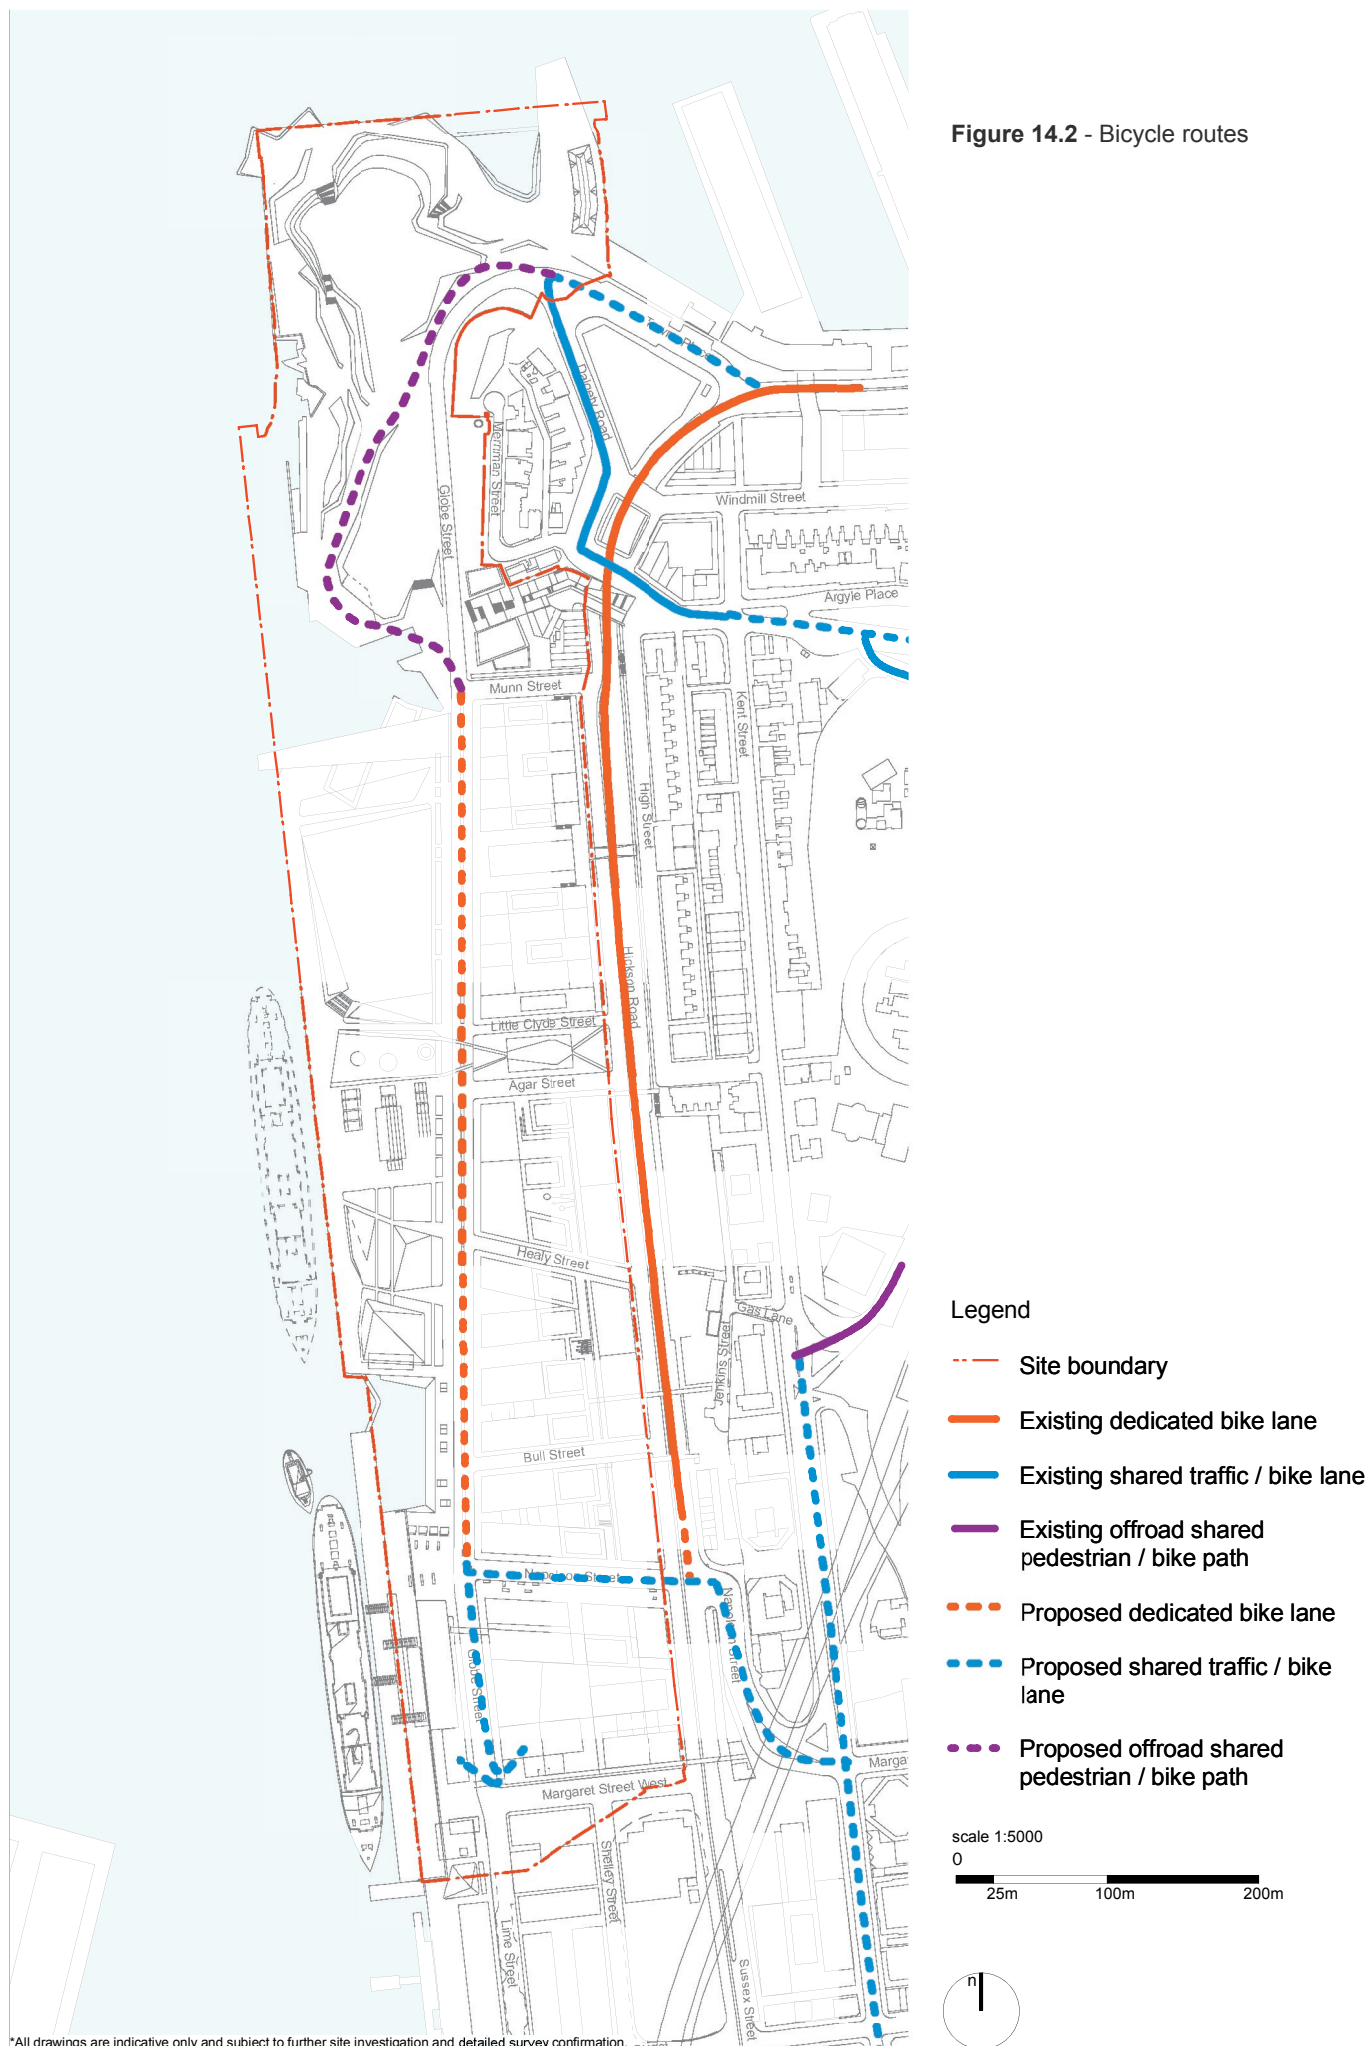 Figure 14.2 - Bicycle routes
Towns Place
Dalgety Road
Merriman Street
Globe Street
Windmill Street
Argyle Place
Munn Street
Kent Street
High Street
Hickson Road
Little Clyde Street
Agar Street
Healy Street
Gas Lane
Jenkins Street
Bull Street
Napoleon Street
Napoleon Street
Globe Street
Marga
Margaret Street West
Shelley Street
Lime Street
Sussex Street
Legend
Site boundary
Existing dedicated bike lane
Existing shared traffic / bike lane
Existing offroad shared
pedestrian / bike path
Proposed dedicated bike lane
Proposed shared traffic / bike
lane
Proposed offroad shared
pedestrian / bike path
scale 1:5000
0
25m 100m 200m
n
*All drawings are indicative only and subject to further site investigation and detailed survey confirmation.